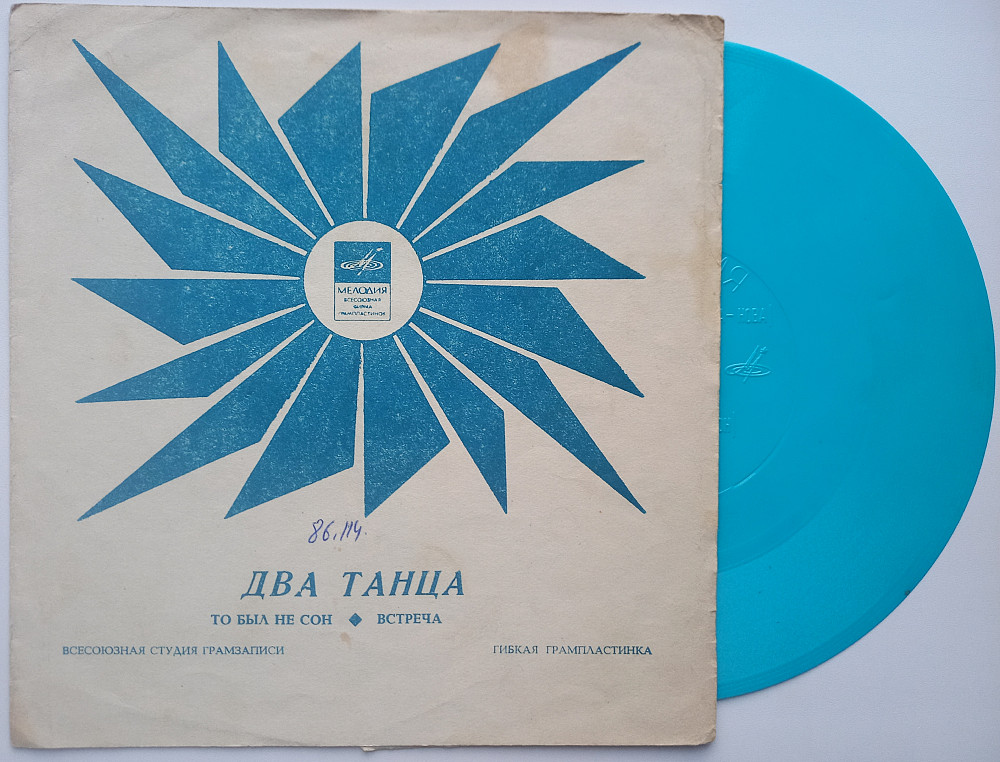 МЕЛОДИЯ
ВСЕСОЮЗНАЯ
ФИРМА
ГРАМПЛАСТИНОК
86.114.
ДВА ТАНЦА
ТО БЫЛ НЕ СОН ◆ ВСТРЕЧА
ВСЕСОЮЗНАЯ СТУДИЯ ГРАМЗАПИСИ
ГИБКАЯ ГРАМПЛАСТИНКА